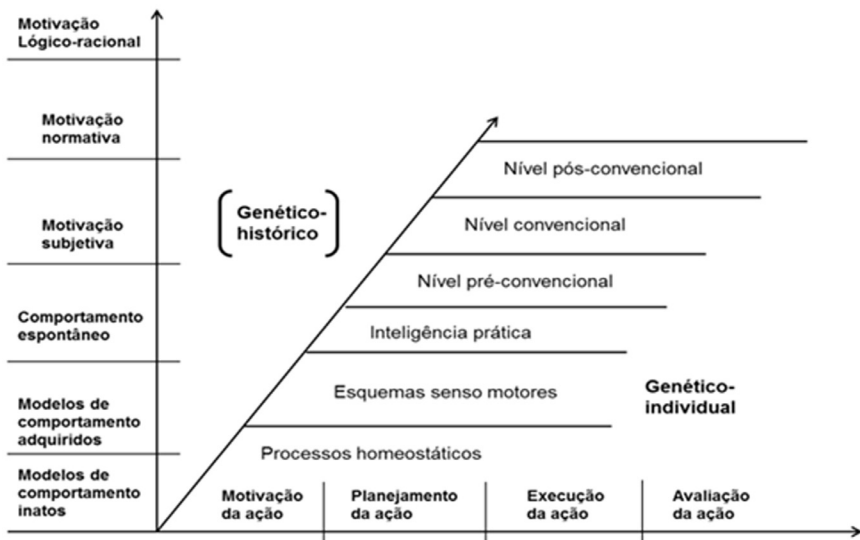 Motivação
Lógico-racional
Motivação
normativa
Motivação
subjetiva
Comportamento
espontâneo
Modelos de
comportamento
adquiridos
Modelos de
comportamento
inatos
Genético-
histórico
Nível pós-convencional
Nível convencional
Nível pré-convencional
Inteligência prática
Esquemas senso motores
Processos homeostáticos
Genético-
individual
Motivação
da ação
Planejamento
da ação
Execução
da ação
Avaliação
da ação